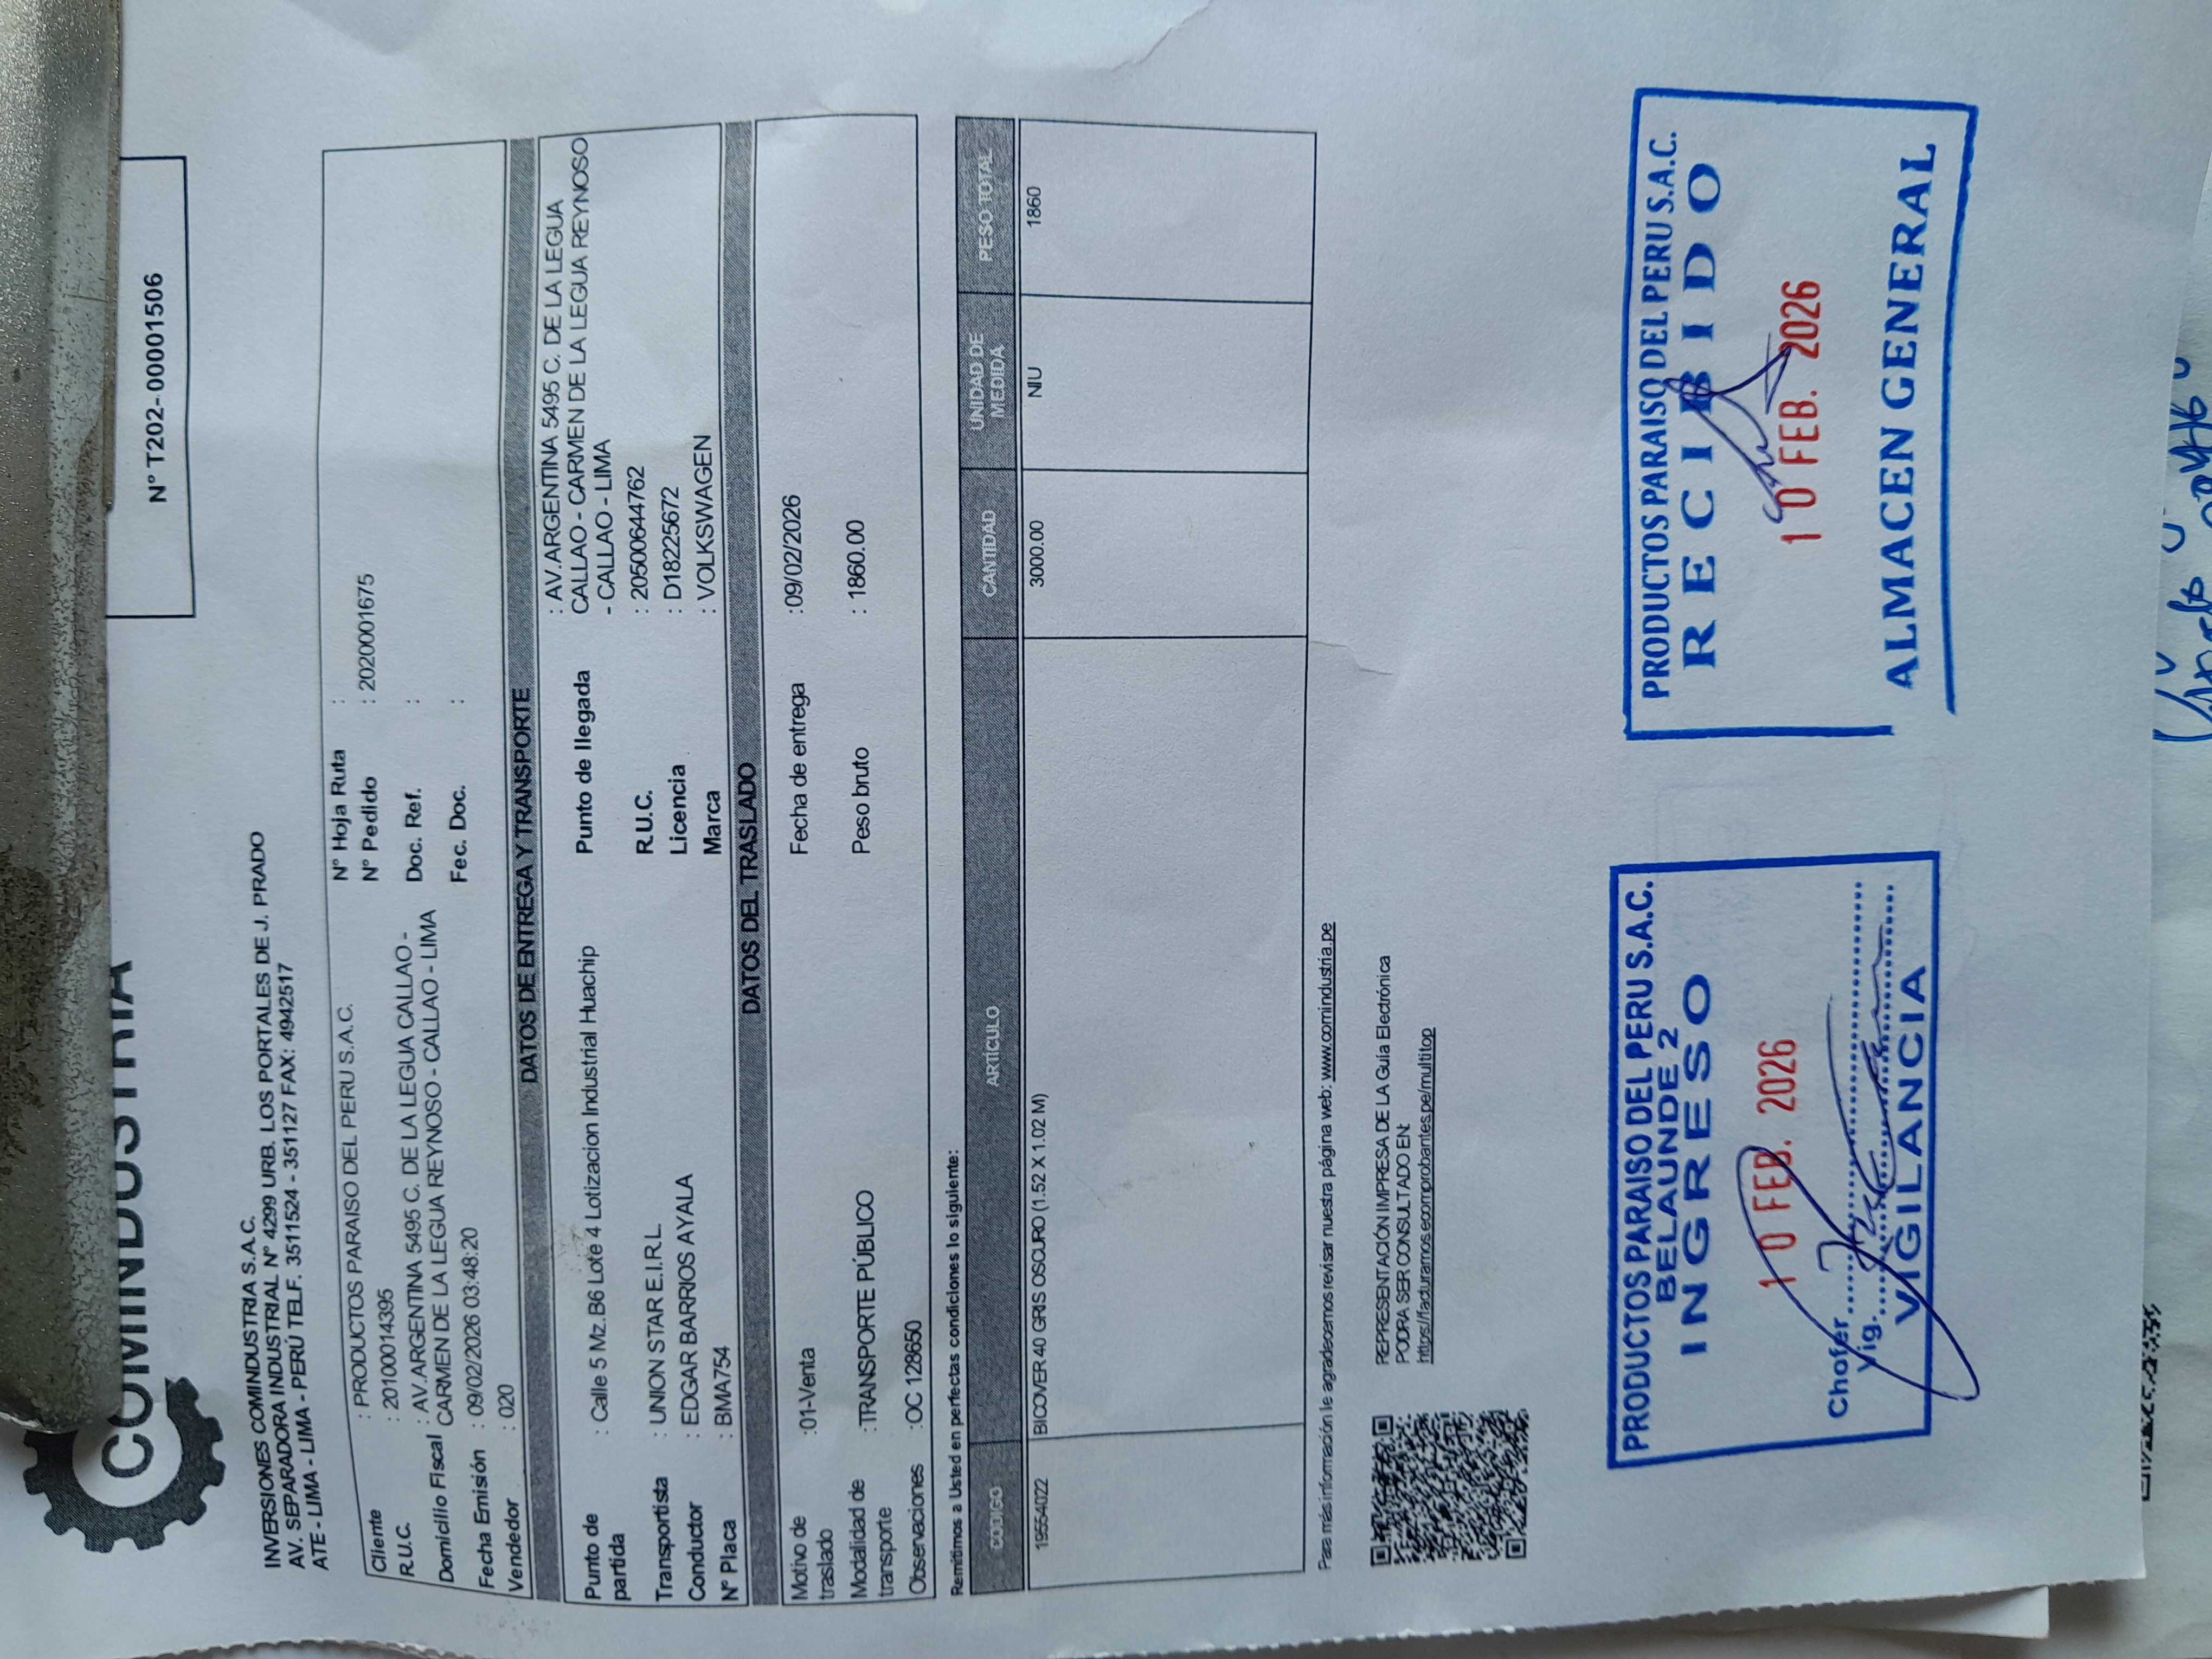 COMINDUSTRIA
N° T202-00001506
INVERSIONES COMINDUSTRIA S.A.C.
AV. SEPARADORA INDUSTRIAL N° 4299 URB. LOS PORTALES DE J. PRADO
ATE - LIMA - LIMA - PERÚ TELF. 3511524 - 351127 FAX: 4942517
Cliente : PRODUCTOS PARAISO DEL PERU S.A.C. N° Hoja Ruta :
R.U.C. : 20100014395 N° Pedido : 2020001675
Domicilio Fiscal : AV.ARGENTINA 5495 C. DE LA LEGUA CALLAO - Doc. Ref. :
CARMEN DE LA LEGUA REYNOSO - CALLAO - LIMA
Fecha Emisión : 09/02/2026 03:48:20 Fec. Doc. :
Vendedor : 020
DATOS DE ENTREGA Y TRANSPORTE
Punto de partida : Calle 5 Mz.B6 Lote 4 Lotizacion Industrial Huachip Punto de llegada : AV.ARGENTINA 5495 C. DE LA LEGUA
CALLAO - CARMEN DE LA LEGUA REYNOSO
- CALLAO - LIMA
Transportista : UNION STAR E.I.R.L. R.U.C. : 20500644762
Conductor : EDGAR BARRIOS AYALA Licencia : D18225672
N° Placa : BMA754 Marca : VOLKSWAGEN
DATOS DEL TRASLADO
Motivo de traslado :01-Venta Fecha de entrega :09/02/2026
Modalidad de transporte :TRANSPORTE PÚBLICO Peso bruto : 1860.00
Observaciones :OC 128650
Remitimos a Usted en perfectas condiciones lo siguiente:
CODIGO ARTÍCULO CANTIDAD UNIDAD DE MEDIDA PESO TOTAL
19554022 BICOVER 40 GRIS OSCURO (1.52 X 1.02 M) 3000.00 NIU 1860
Para más información le agradecemos revisar nuestra página web: www.comindustria.pe
REPRESENTACIÓN IMPRESA DE LA Guía Electrónica
PODRA SER CONSULTADO EN:
https://facturamos.ecomprobantes.pe/multitop
PRODUCTOS PARAISO DEL PERU S.A.C.
BELAUNDE 2
INGRESO
10 FEB. 2026
Chofer
Vig.
VIGILANCIA
PRODUCTOS PARAISO DEL PERU S.A.C.
RECIBIDO
10 FEB. 2026
ALMACEN GENERAL